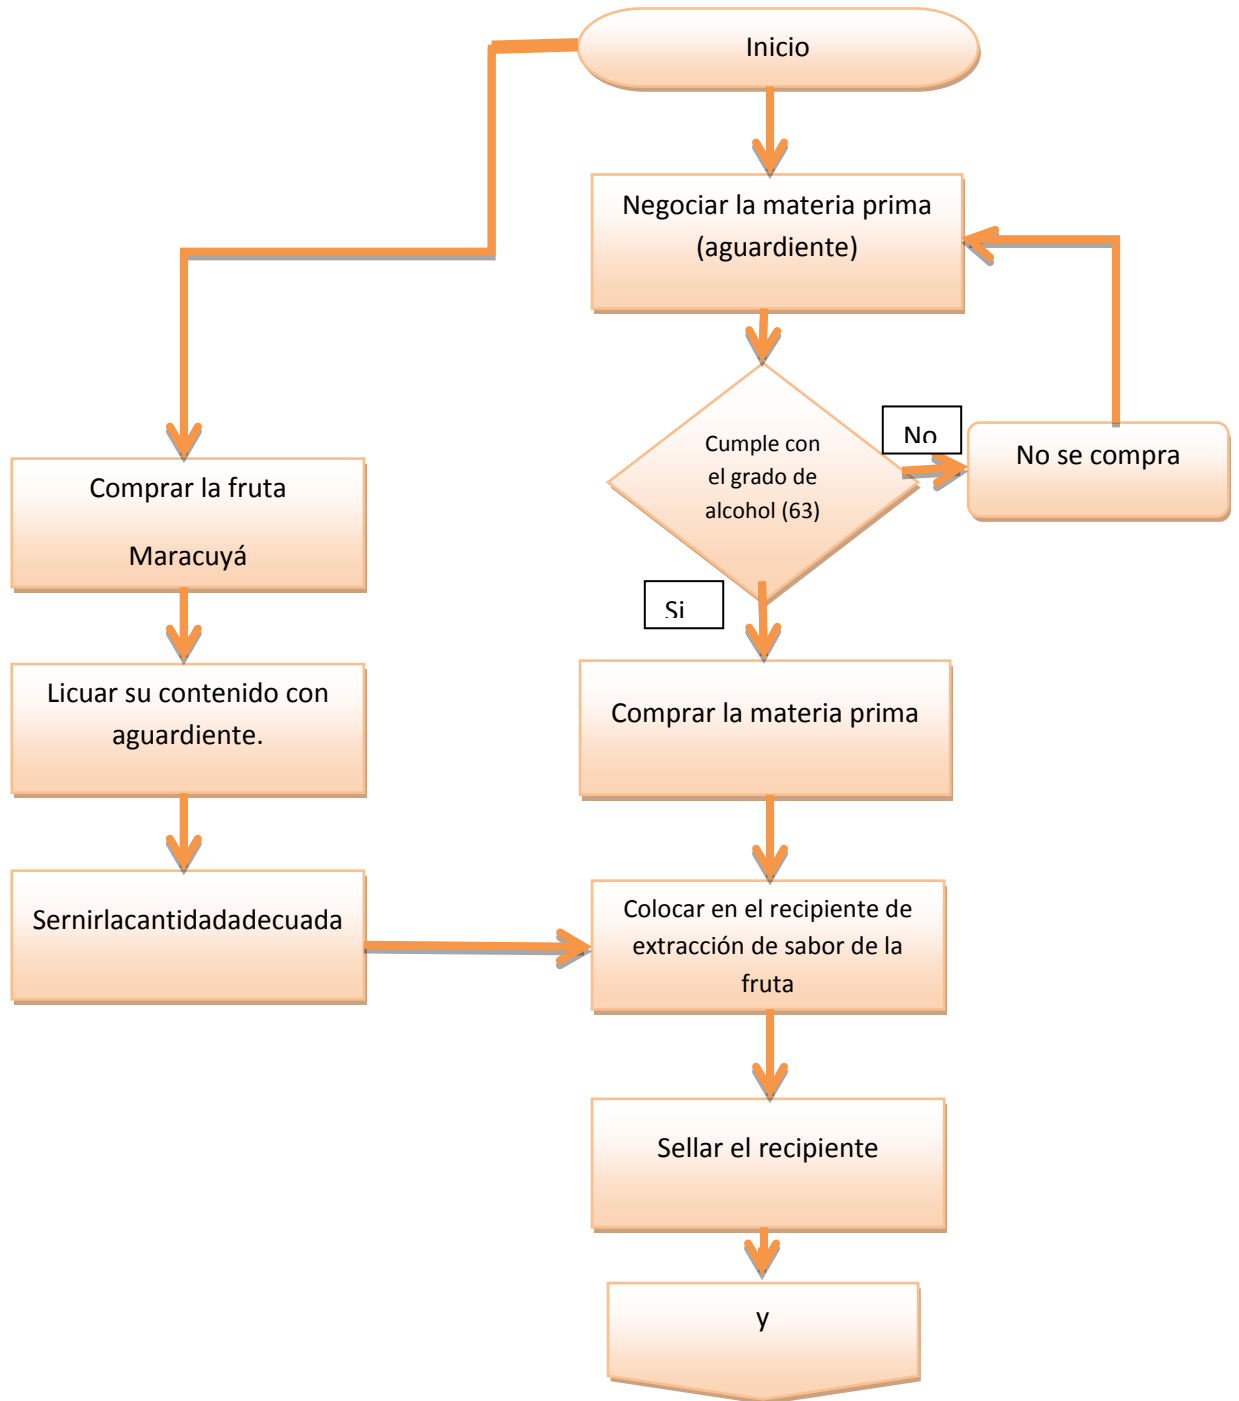 Inicio
Negociar la materia prima
(aguardiente)
Cumple con
el grado de
alcohol (63)
No
No se compra
Comprar la fruta
Maracuyá
Si
Licuar su contenido con
aguardiente.
Comprar la materia prima
Sernirlacantidadadecuada
Colocar en el recipiente de
extracción de sabor de la
fruta
Sellar el recipiente
y